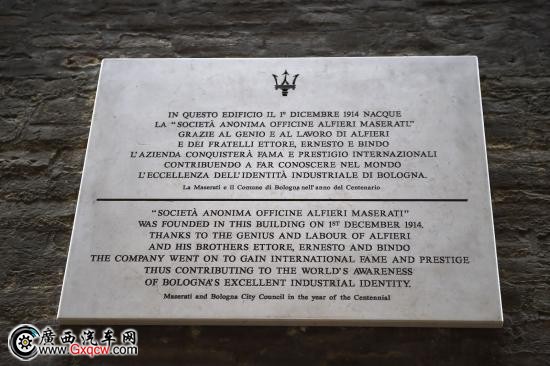 IN QUESTO EDIFICIO IL 1º DICEMBRE 1914 NACQUE
LA "SOCIETÀ ANONIMA OFFICINE ALFIERI MASERATI."
GRAZIE AL GENIO E AL LAVORO DI ALFIERI
E DEI FRATELLI ETTORE, ERNESTO E BINDO
L'AZIENDA CONQUISTERÀ FAMA E PRESTIGIO INTERNAZIONALI
CONTRIBUENDO A FAR CONOSCERE NEL MONDO
L'ECCELLENZA DELL'IDENTITÀ INDUSTRIALE DI BOLOGNA.
La Maserati e il Comune di Bologna nell'anno del Centenario
"SOCIETÀ ANONIMA OFFICINE ALFIERI MASERATI"
WAS FOUNDED IN THIS BUILDING ON 1ST DECEMBER 1914.
THANKS TO THE GENIUS AND LABOUR OF ALFIERI
AND HIS BROTHERS ETTORE, ERNESTO AND BINDO
THE COMPANY WENT ON TO GAIN INTERNATIONAL FAME AND PRESTIGE
THUS CONTRIBUTING TO THE WORLD'S AWARENESS
OF BOLOGNA'S EXCELLENT INDUSTRIAL IDENTITY.
Maserati and Bologna City Council in the year of the Centennial
广西汽车网
www.Gxqcw.com